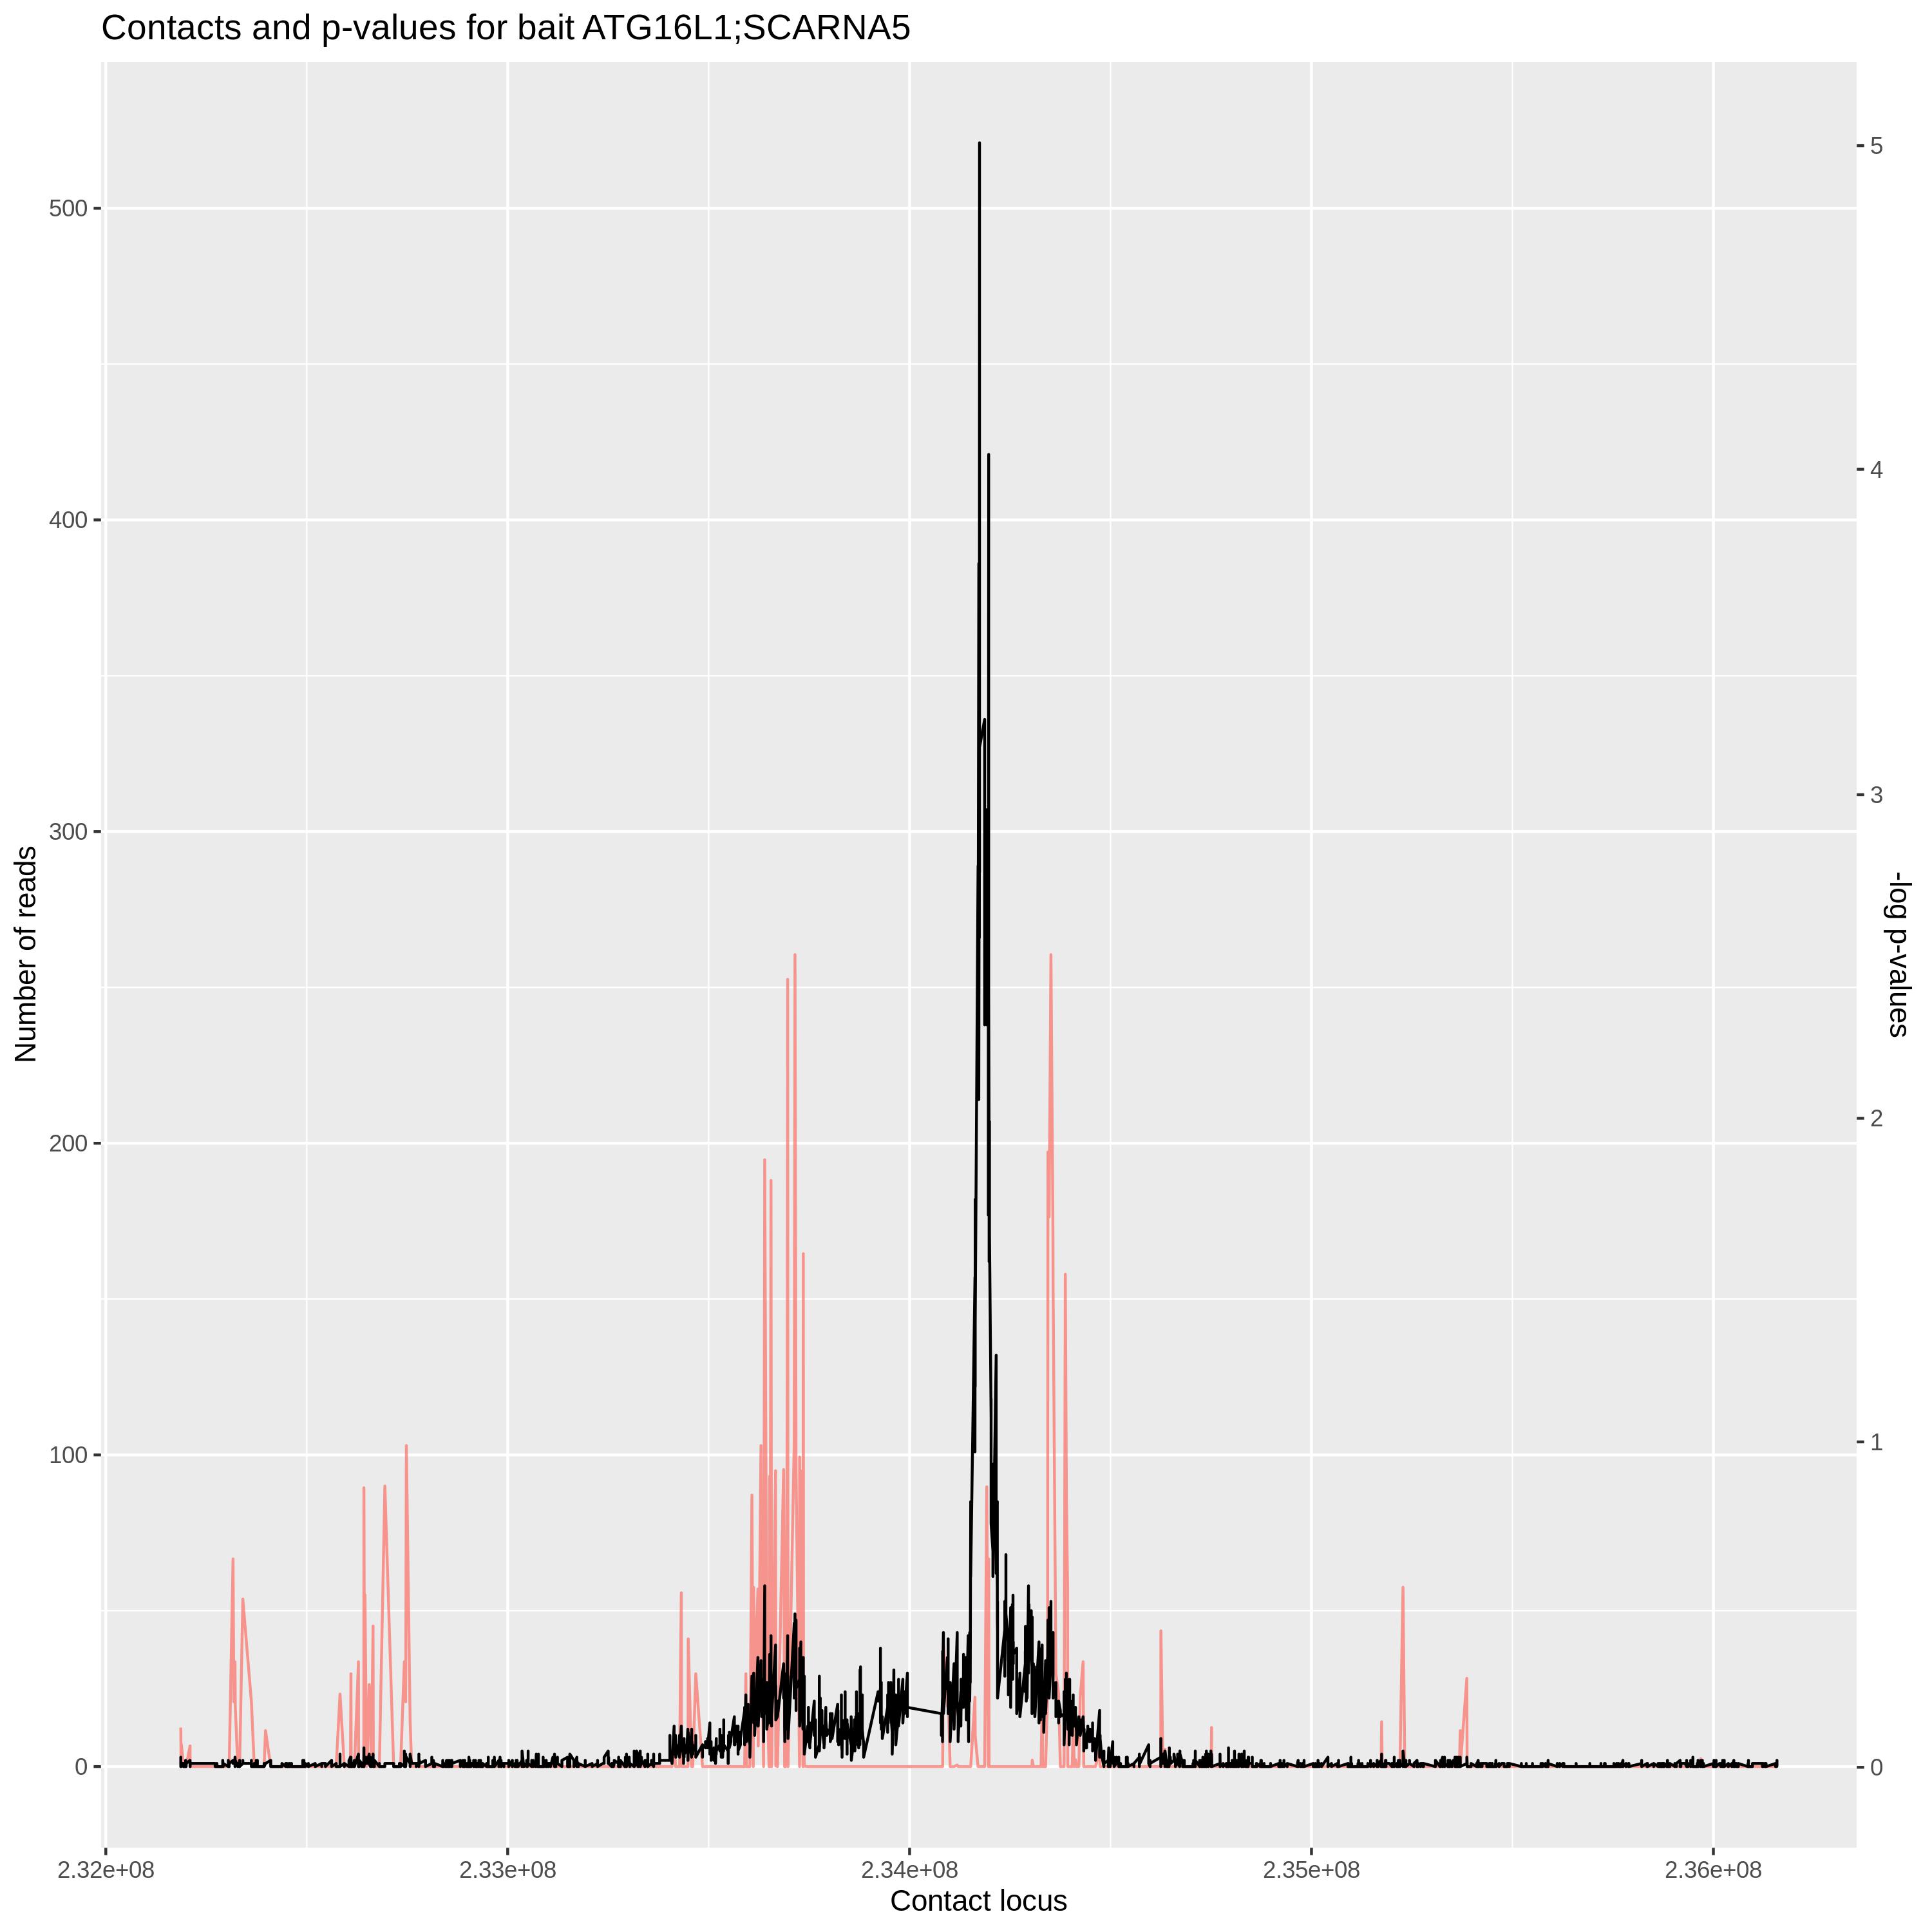 Contacts and p-values for bait ATG16L1;SCARNA5
500
400
300
200
100
0
Number of reads
5
4
3
2
1
0
-log p-values
2.32e+08
2.33e+08
2.34e+08
2.35e+08
2.36e+08
Contact locus